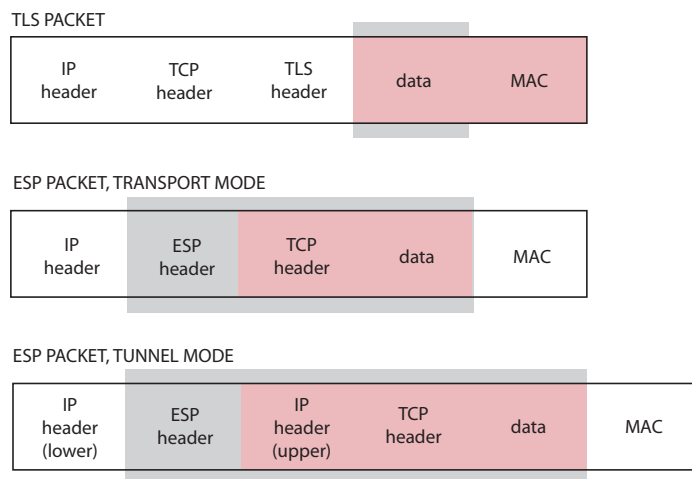 TLS PACKET
IP header
TCP header
TLS header
data
MAC
ESP PACKET, TRANSPORT MODE
IP header
ESP header
TCP header
data
MAC
ESP PACKET, TUNNEL MODE
IP header (lower)
ESP header
IP header (upper)
TCP header
data
MAC